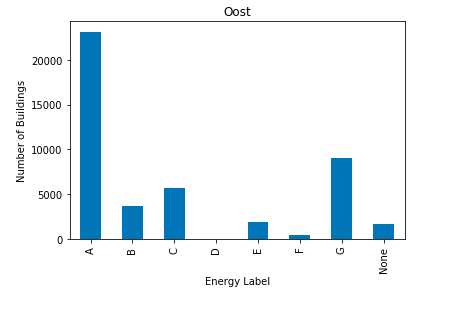 Oost
20000
15000
10000
5000
0
Number of Buildings
A
B
C
D
E
F
G
None
Energy Label